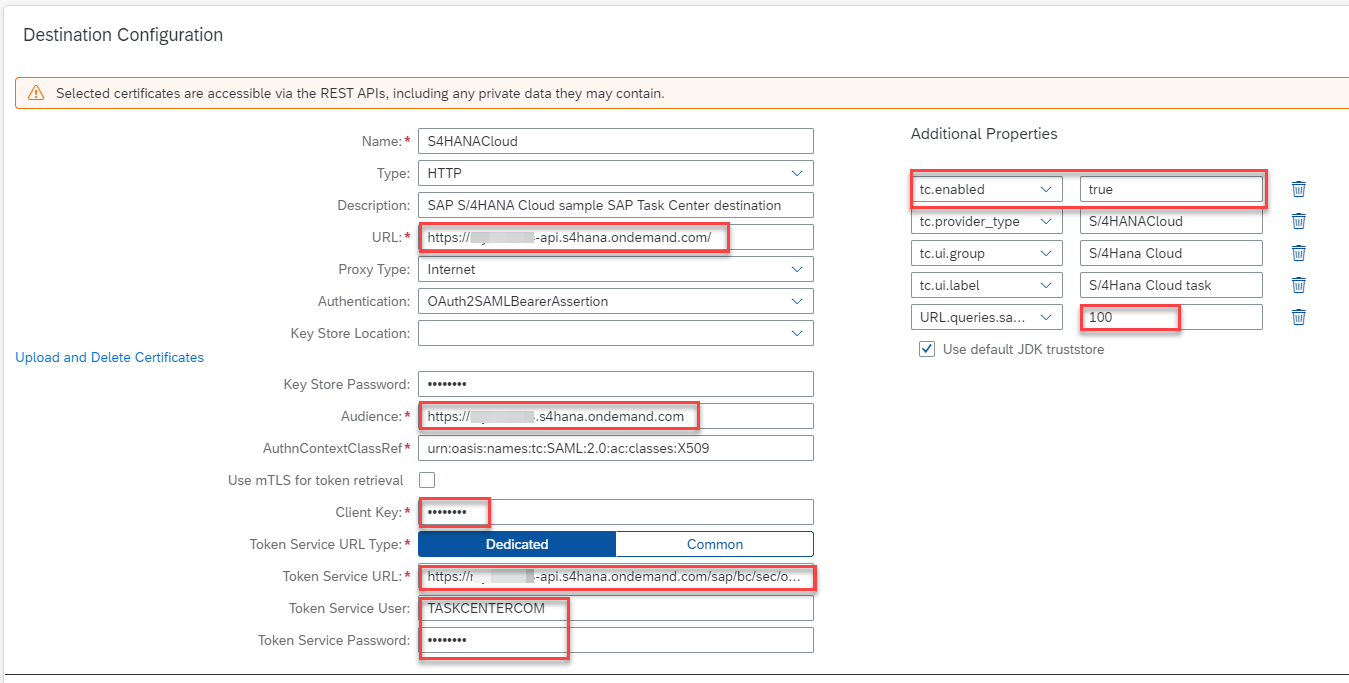 Destination Configuration
Selected certificates are accessible via the REST APIs, including any private data they may contain.
Name:* S4HANACloud
Type: HTTP
Description: SAP S/4HANA Cloud sample SAP Task Center destination
URL:* https:// -api.s4hana.ondemand.com/
Proxy Type: Internet
Authentication: OAuth2SAMLBearerAssertion
Key Store Location:
Upload and Delete Certificates
Key Store Password: ••••••••
Audience:* https:// .s4hana.ondemand.com
AuthnContextClassRef* urn:oasis:names:tc:SAML:2.0:ac:classes:X509
Use mTLS for token retrieval
Client Key:* ••••••••
Token Service URL Type:* Dedicated Common
Token Service URL:* https:// -api.s4hana.ondemand.com/sap/bc/sec/o...
Token Service User: TASKCENTERCOM
Token Service Password: ••••••••
Additional Properties
tc.enabled true
tc.provider_type S/4HANACloud
tc.ui.group S/4Hana Cloud
tc.ui.label S/4Hana Cloud task
URL.queries.sa... 100
Use default JDK truststore